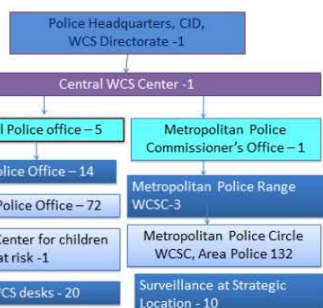 Police Headquarters, CID,
WCS Directorate -1
Central WCS Center -1
l Police office – 5
Metropolitan Police
Commissioner's Office – 1
olice Office – 14
Metropolitan Police Range
WCSC-3
Police Office – 72
Metropolitan Police Circle
WCSC, Area Police 132
Center for children
at risk -1
CS desks - 20
Surveillance at Strategic
Location - 10